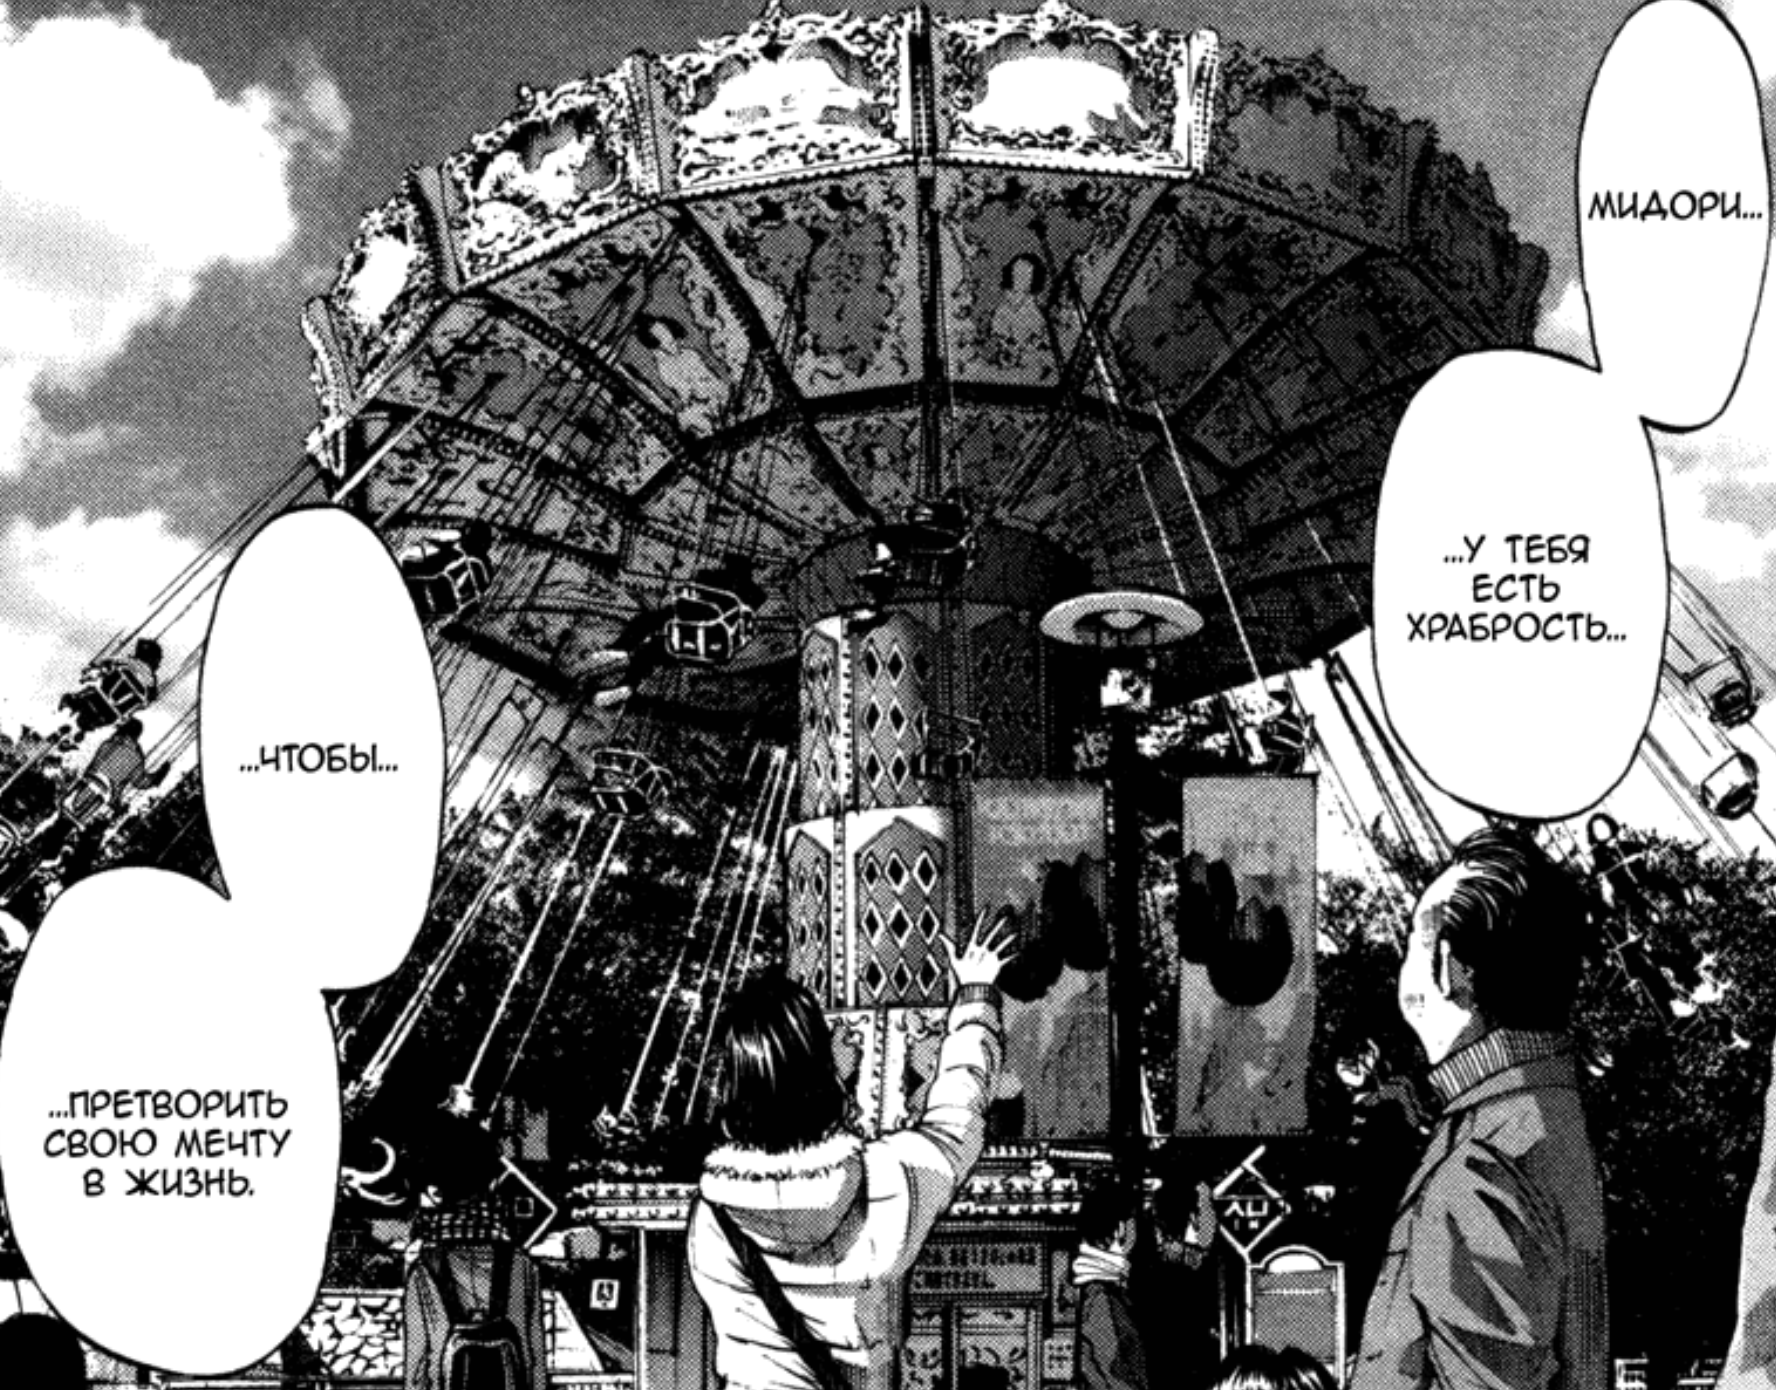 МИДОРИ...
...У ТЕБЯ
ЕСТЬ
ХРАБРОСТЬ...
...ЧТОБЫ...
...ПРЕТВОРИТЬ
СВОЮ МЕЧТУ
В ЖИЗНЬ.